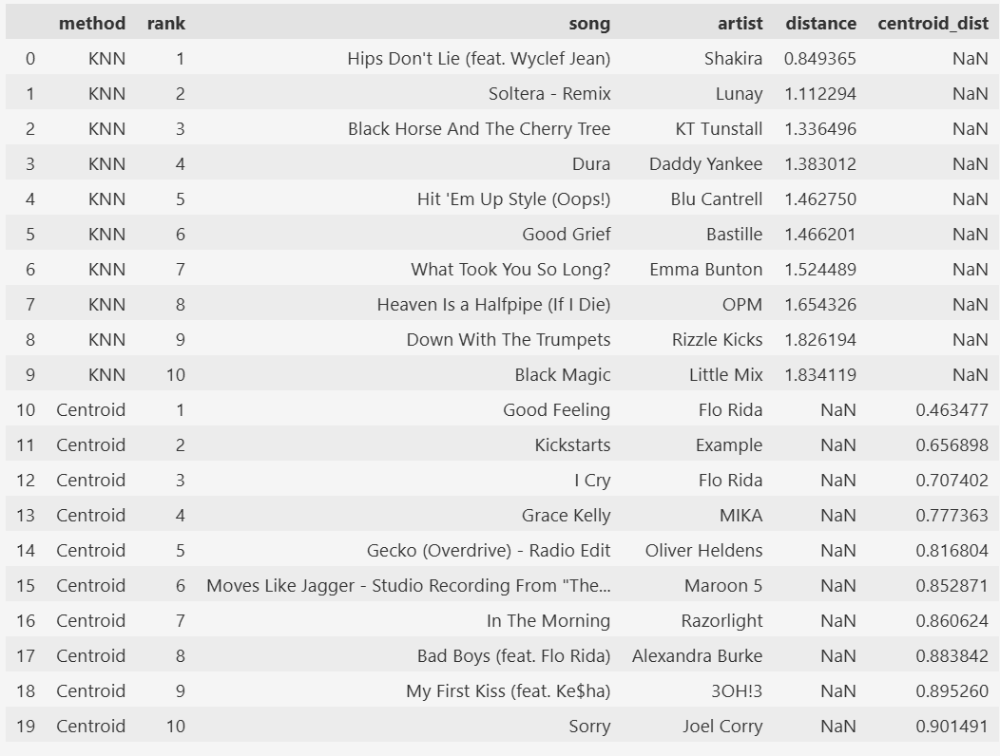 method rank song artist distance centroid_dist
0 KNN 1 Hips Don't Lie (feat. Wyclef Jean) Shakira 0.849365 NaN
1 KNN 2 Soltera - Remix Lunay 1.112294 NaN
2 KNN 3 Black Horse And The Cherry Tree KT Tunstall 1.336496 NaN
3 KNN 4 Dura Daddy Yankee 1.383012 NaN
4 KNN 5 Hit 'Em Up Style (Oops!) Blu Cantrell 1.462750 NaN
5 KNN 6 Good Grief Bastille 1.466201 NaN
6 KNN 7 What Took You So Long? Emma Bunton 1.524489 NaN
7 KNN 8 Heaven Is a Halfpipe (If I Die) OPM 1.654326 NaN
8 KNN 9 Down With The Trumpets Rizzle Kicks 1.826194 NaN
9 KNN 10 Black Magic Little Mix 1.834119 NaN
10 Centroid 1 Good Feeling Flo Rida NaN 0.463477
11 Centroid 2 Kickstarts Example NaN 0.656898
12 Centroid 3 I Cry Flo Rida NaN 0.707402
13 Centroid 4 Grace Kelly MIKA NaN 0.777363
14 Centroid 5 Gecko (Overdrive) - Radio Edit Oliver Heldens NaN 0.816804
15 Centroid 6 Moves Like Jagger - Studio Recording From "The... Maroon 5 NaN 0.852871
16 Centroid 7 In The Morning Razorlight NaN 0.860624
17 Centroid 8 Bad Boys (feat. Flo Rida) Alexandra Burke NaN 0.883842
18 Centroid 9 My First Kiss (feat. Ke$ha) 3OH!3 NaN 0.895260
19 Centroid 10 Sorry Joel Corry NaN 0.901491